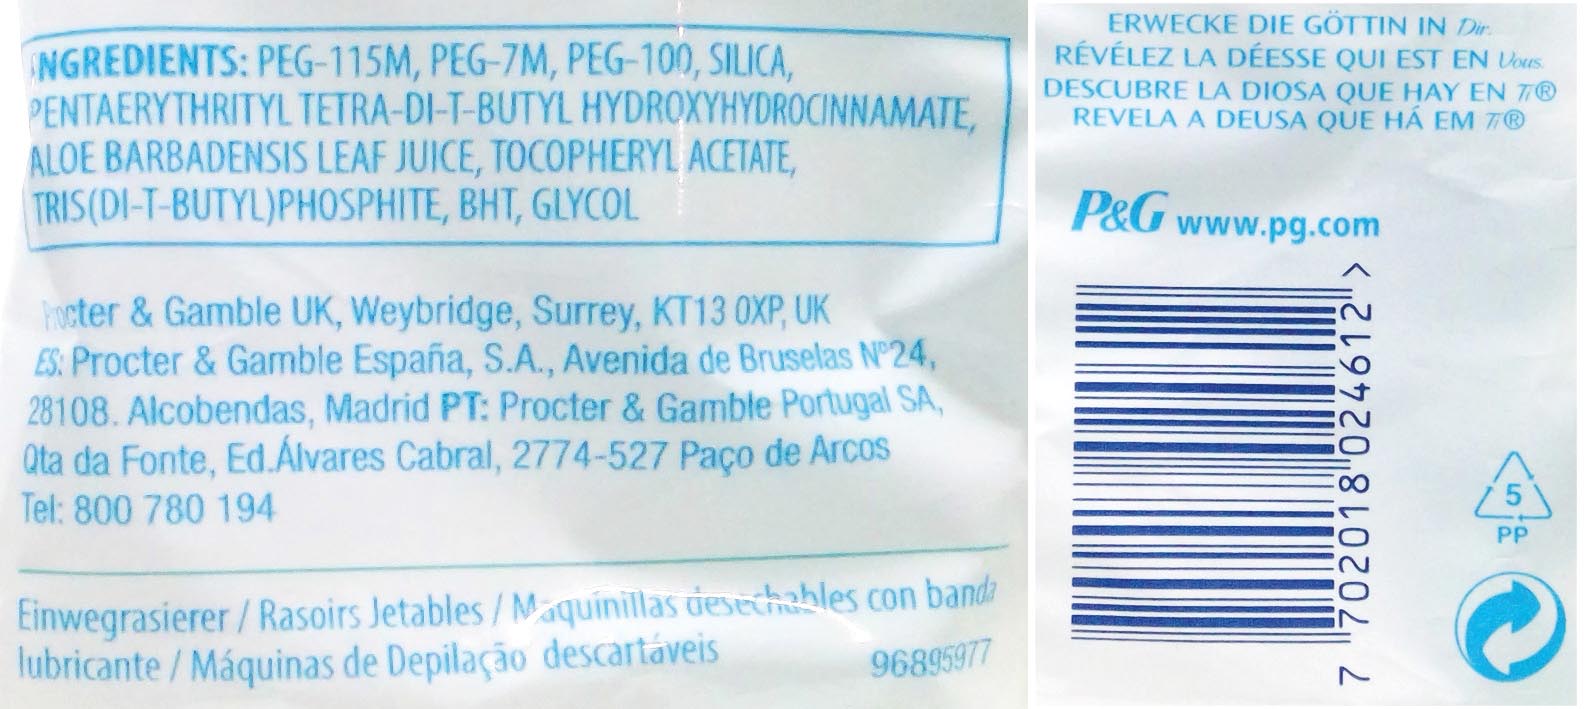 INGREDIENTS: PEG-115M, PEG-7M, PEG-100, SILICA,
PENTAERYTHRITYL TETRA-DI-T-BUTYL HYDROXYHYDROCINNAMATE,
ALOE BARBADENSIS LEAF JUICE, TOCOPHERYL ACETATE,
TRIS(DI-T-BUTYL)PHOSPHITE, BHT, GLYCOL
Procter & Gamble UK, Weybridge, Surrey, KT13 0XP, UK
ES: Procter & Gamble España, S.A., Avenida de Bruselas Nº24,
28108. Alcobendas, Madrid PT: Procter & Gamble Portugal SA,
Qta da Fonte, Ed.Álvares Cabral, 2774-527 Paço de Arcos
Tel: 800 780 194
Einwegrasierer / Rasoirs Jetables / Maquinillas desechables con banda
lubricante / Máquinas de Depilação descartáveis
96895977
ERWECKE DIE GÖTTIN IN Dir.
RÉVÉLEZ LA DÉESSE QUI EST EN Vous.
DESCUBRE LA DIOSA QUE HAY EN Ti®
REVELA A DEUSA QUE HÁ EM Ti®
P&G www.pg.com
7 702018 024612 >
5
PP